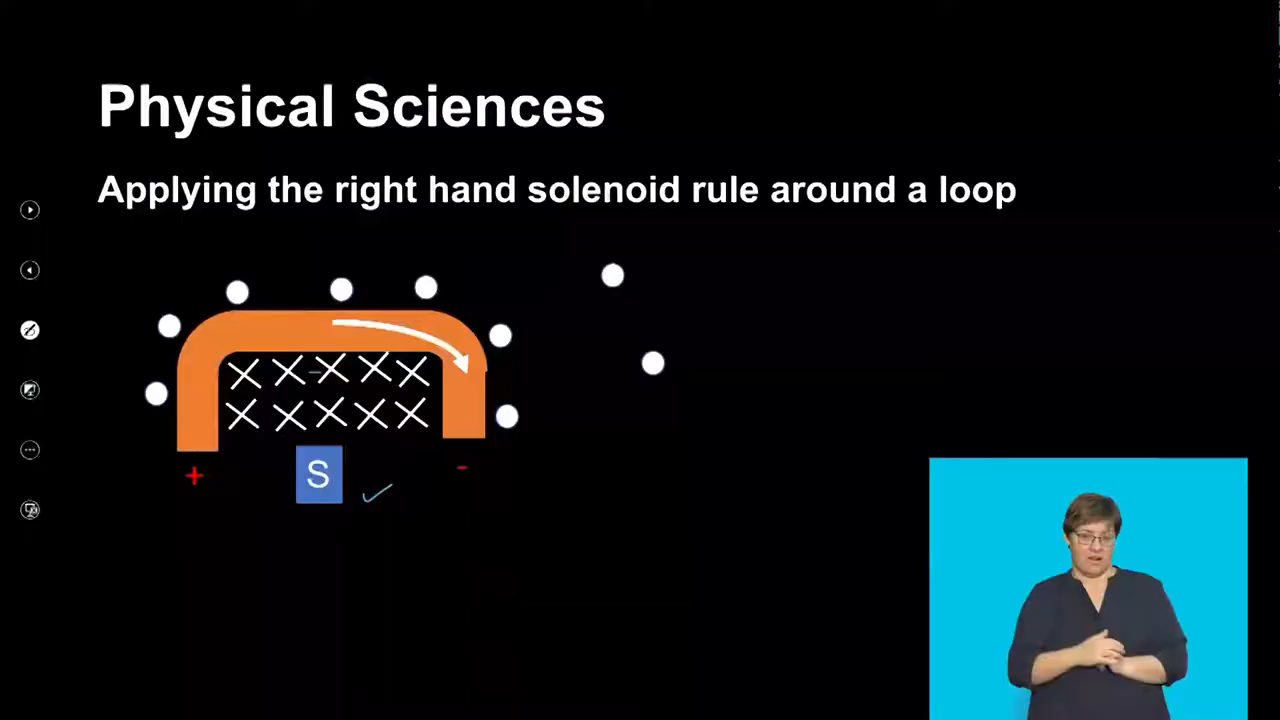 Physical Sciences
Applying the right hand solenoid rule around a loop
+
S
-